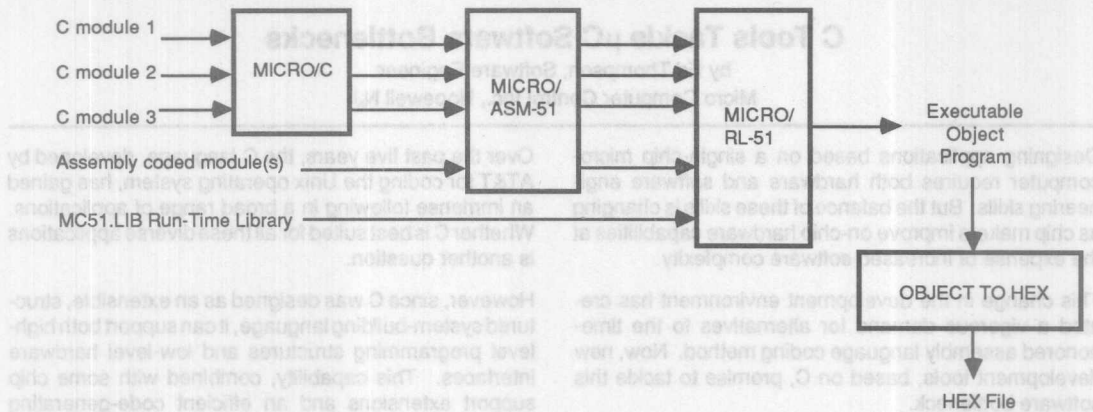 C module 1
C module 2
C module 3
MICRO/C
MICRO/
ASM-51
MICRO/
RL-51
Executable
Object
Program
Assembly coded module(s)
MC51.LIB Run-Time Library
OBJECT TO HEX
HEX File